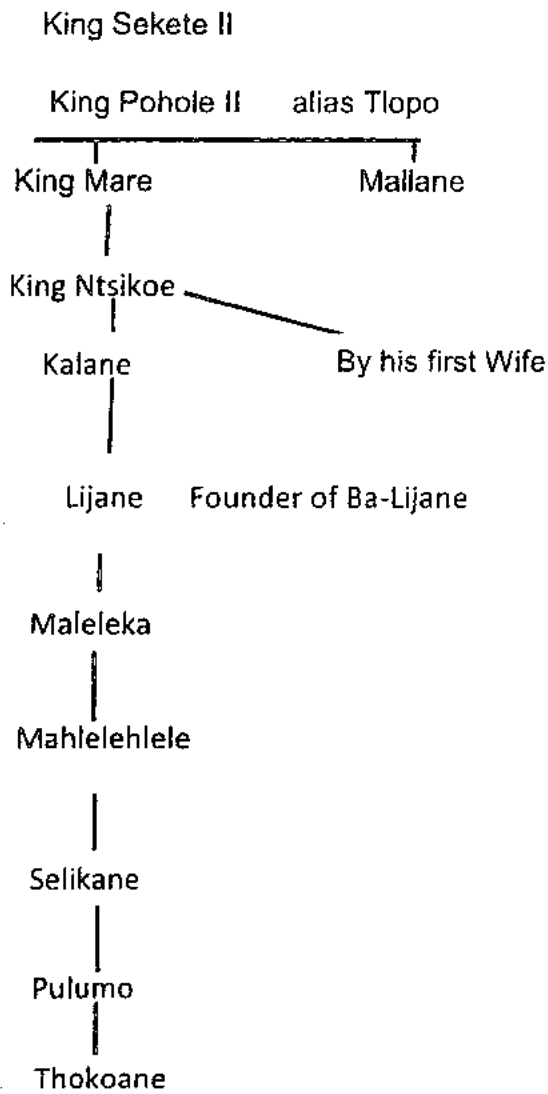 King Sekete II
King Pohole II alias Tlopo
King Mare Mallane
King Ntsikoe
Kalane By his first Wife
Lijane Founder of Ba-Lijane
Maleleka
Mahlelehlele
Selikane
Pulumo
Thokoane